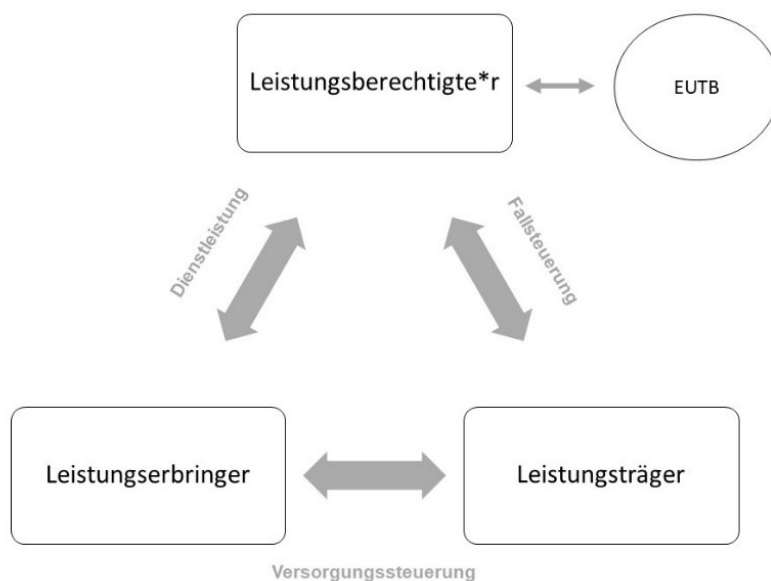 Leistungsberechtigte*r
EUTB
Dienstleistung
Fallsteuerung
Leistungserbringer
Leistungsträger
Versorgungssteuerung